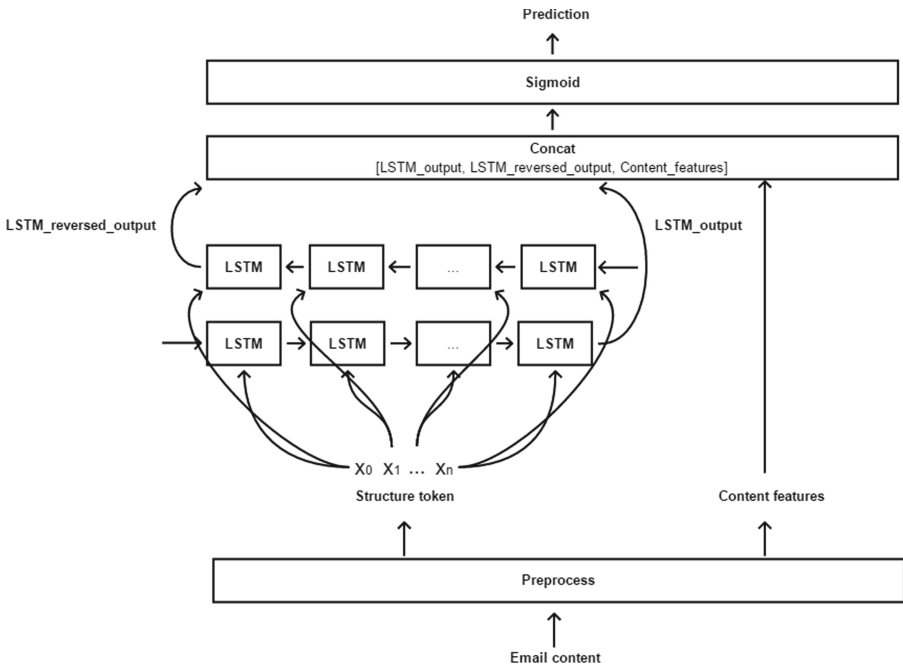 Prediction
Sigmoid
Concat
[LSTM_output, LSTM_reversed_output, Content_features]
LSTM_reversed_output
LSTM_output
LSTM LSTM ... LSTM
LSTM LSTM ... LSTM
X0 X1 ... Xn
Structure token
Content features
Preprocess
Email content